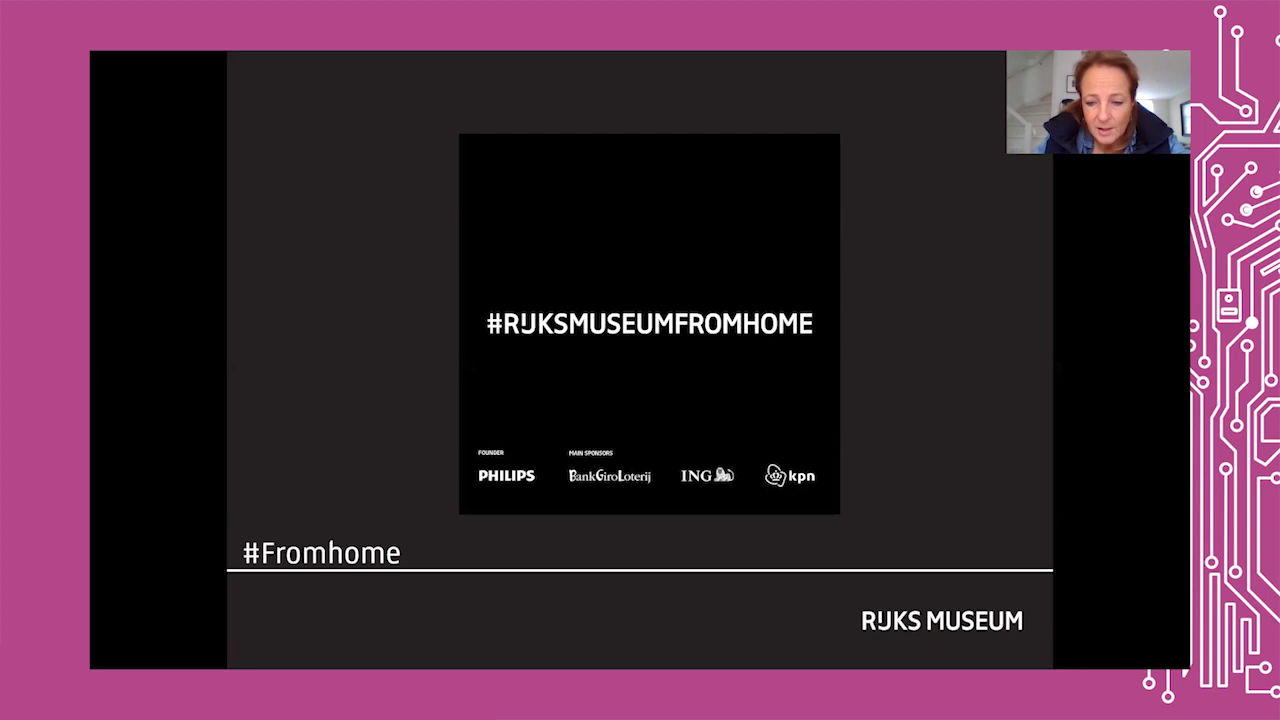 #RIJKSMUSEUMFROMHOME
FOUNDER
MAIN SPONSORS
PHILIPS
BankGiroLoterij
ING
kpn
#Fromhome
RIJKS MUSEUM